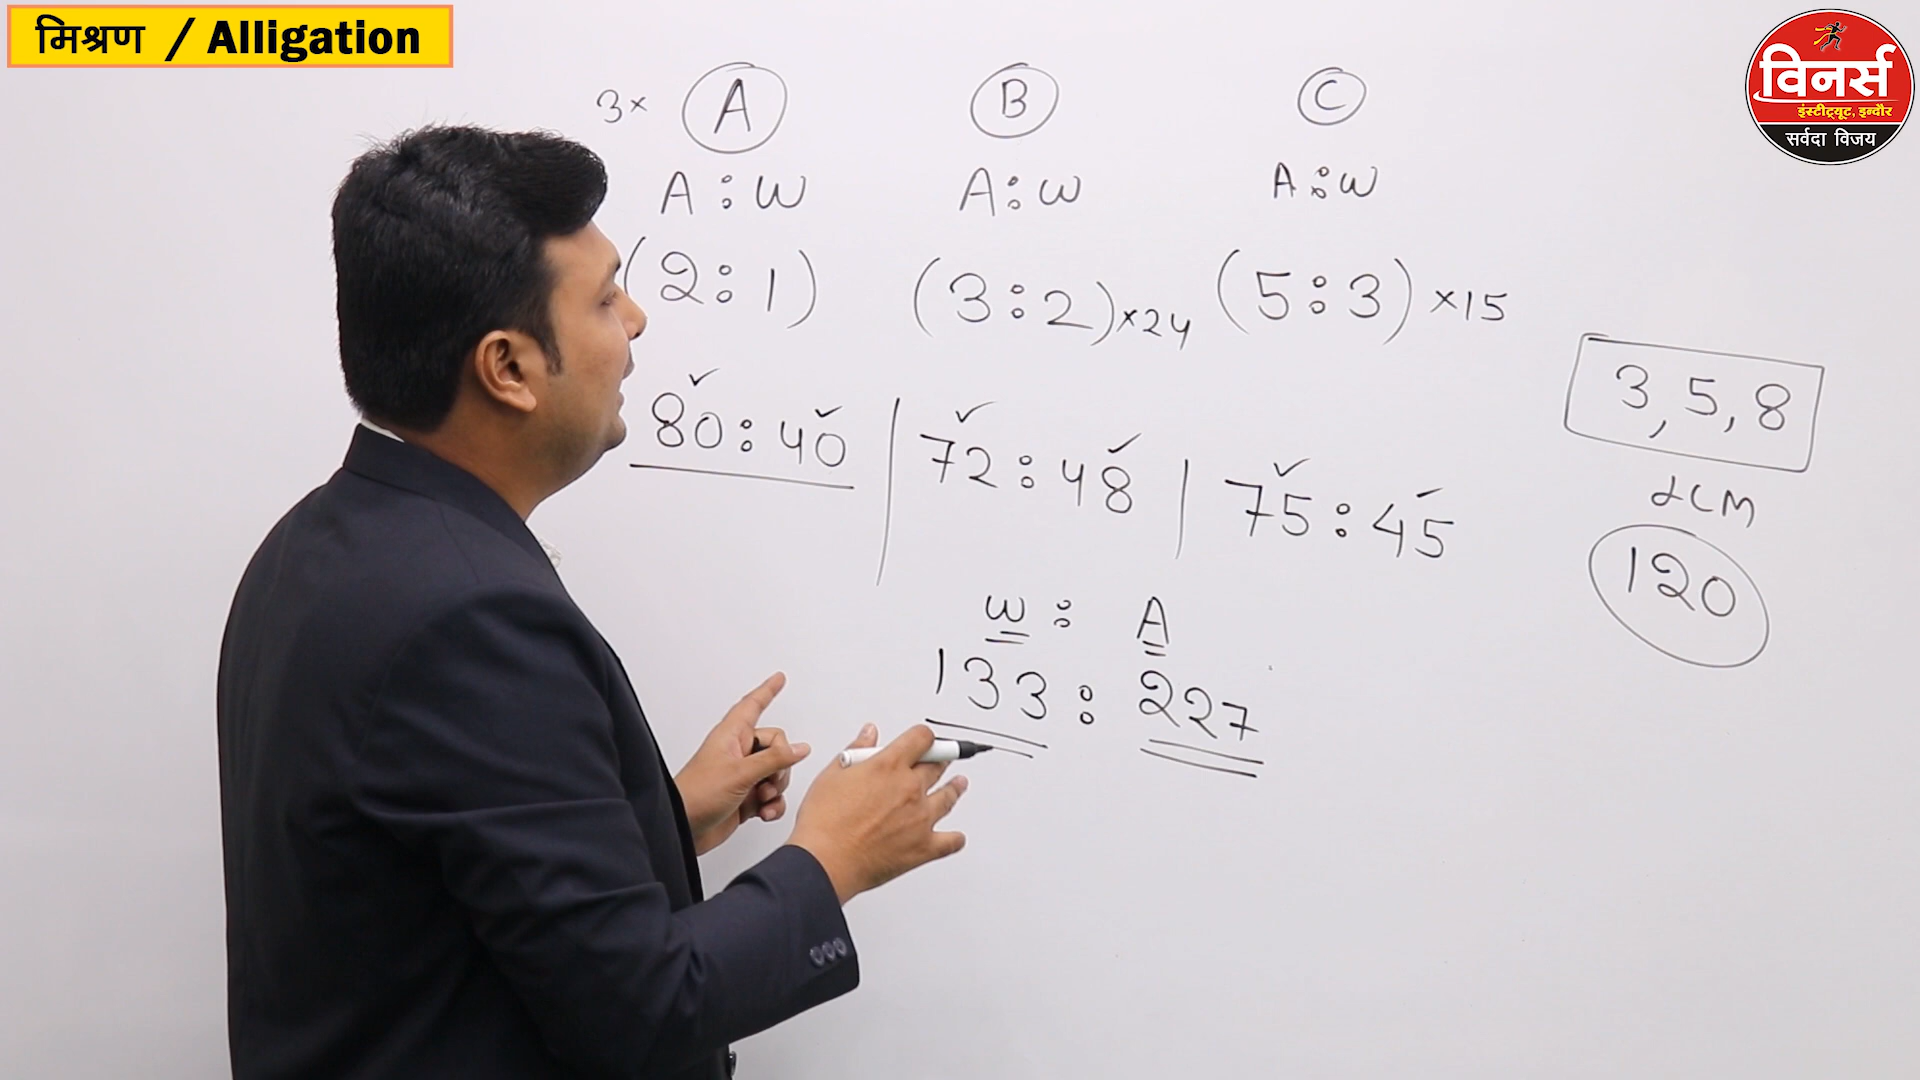 मिश्रण / Alligation
विनर्स
इंस्टीट्यूट, इन्दौर
सर्वदा विजय
3× A B C
A : W A : W A : W
(2 : 1) (3 : 2) ×24 (5 : 3) ×15
3, 5, 8
LCM
120
80 : 40 | 72 : 48 | 75 : 45
W : A
133 : 227